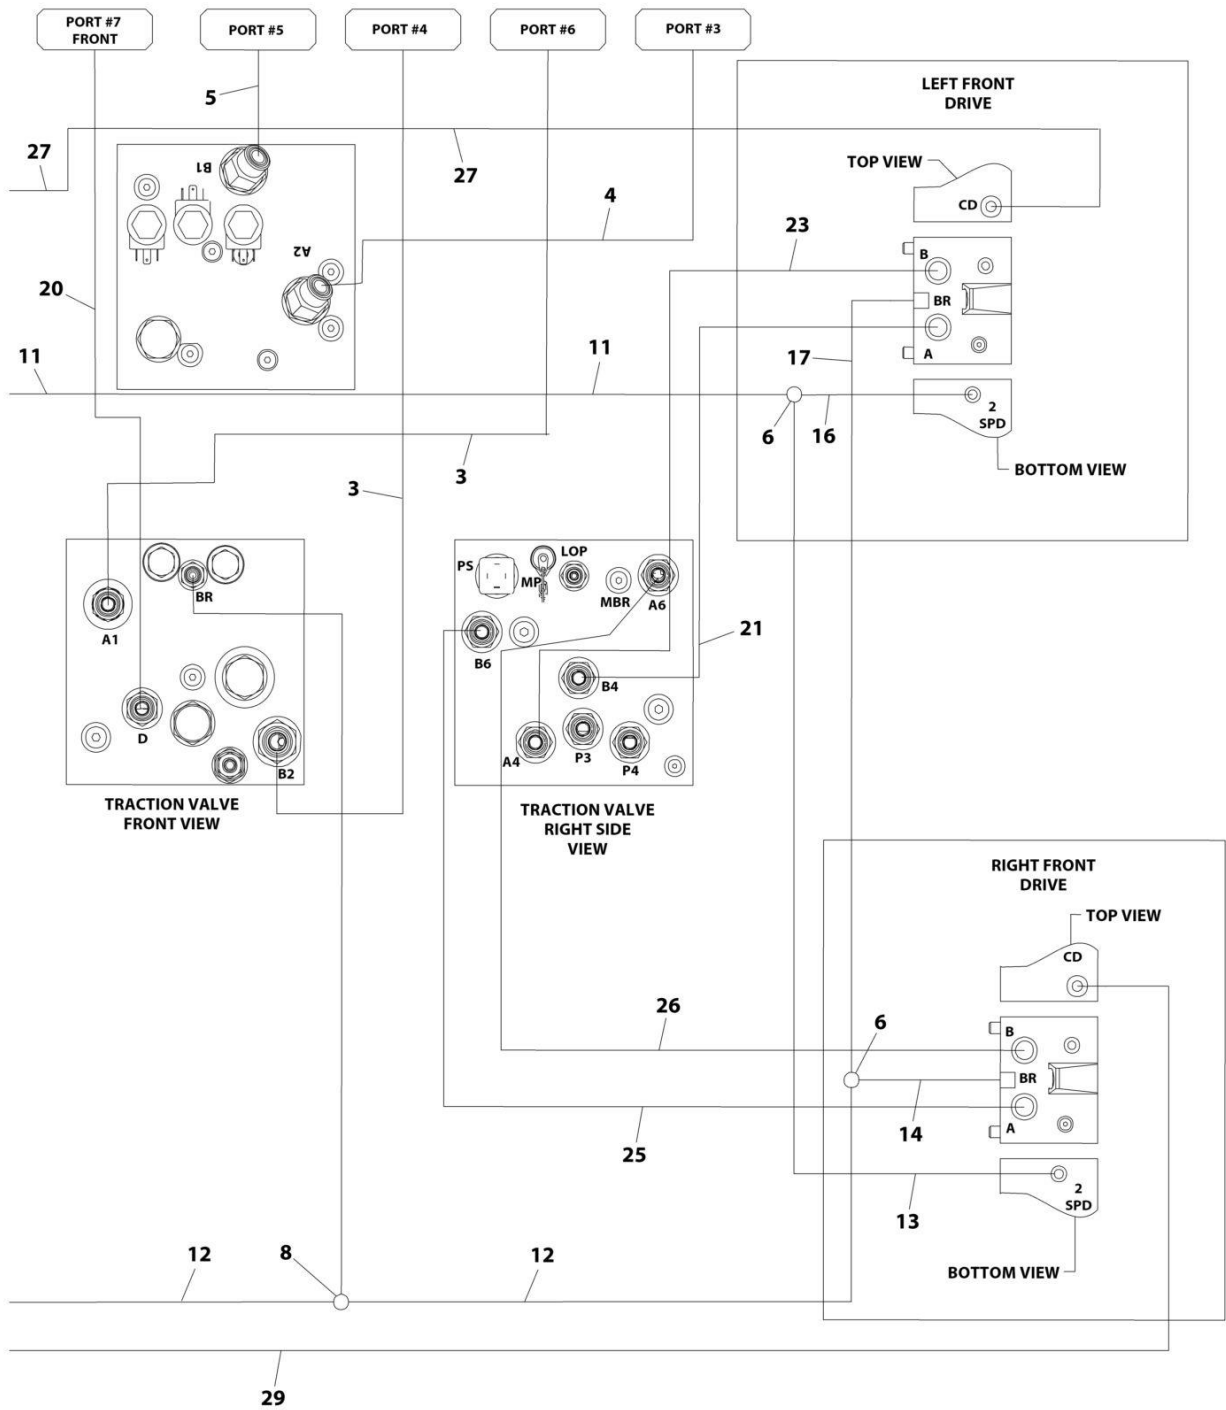 PORT #7
FRONT
PORT #5
PORT #4
PORT #6
PORT #3
LEFT FRONT
DRIVE
5
27
27
B1
TOP VIEW
CD
4
23
A2
B
20
BR
17
A
11
11
6
16
2
SPD
BOTTOM VIEW
3
3
PS
LOP
MP
MBR
A6
BR
A1
B6
21
B4
D
A4
P3
P4
B2
TRACTION VALVE
FRONT VIEW
TRACTION VALVE
RIGHT SIDE
VIEW
RIGHT FRONT
DRIVE
TOP VIEW
CD
26
6
B
BR
14
A
25
2
SPD
13
BOTTOM VIEW
12
8
12
29